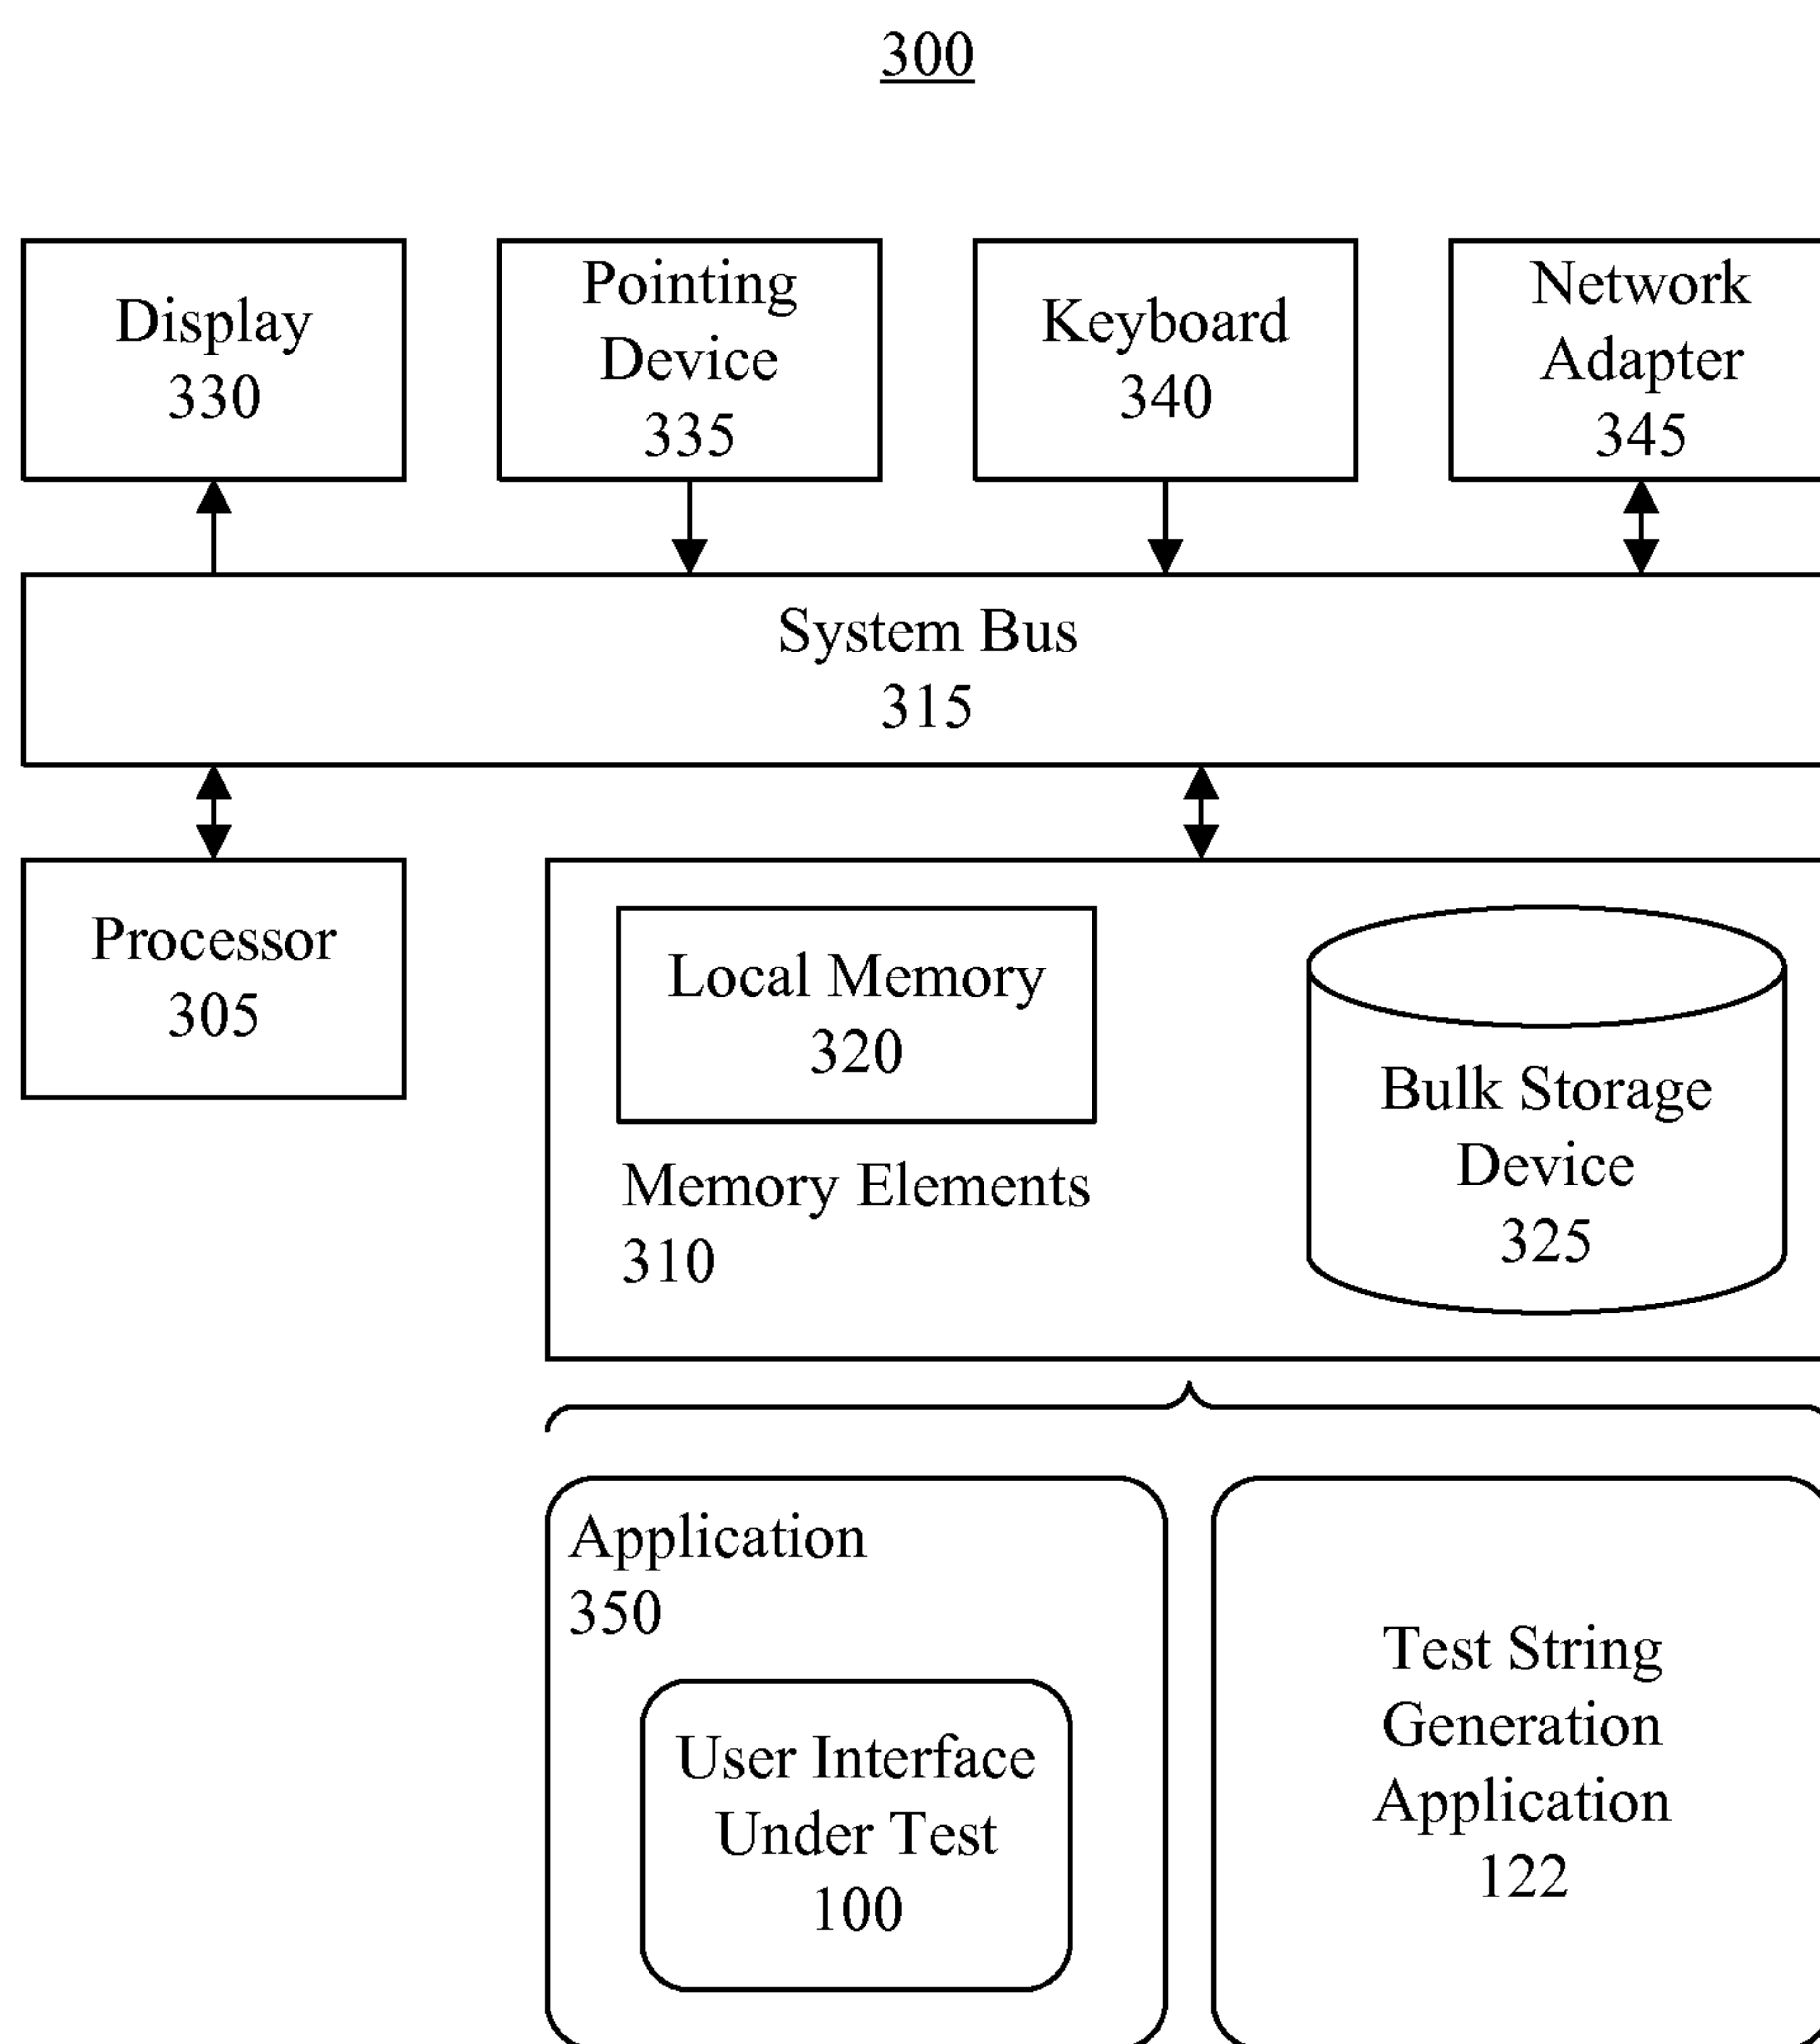 300
Display
330
Pointing
Device
335
Keyboard
340
Network
Adapter
345
System Bus
315
Processor
305
Local Memory
320
Memory Elements
310
Bulk Storage
Device
325
Application
350
User Interface
Under Test
100
Test String
Generation
Application
122